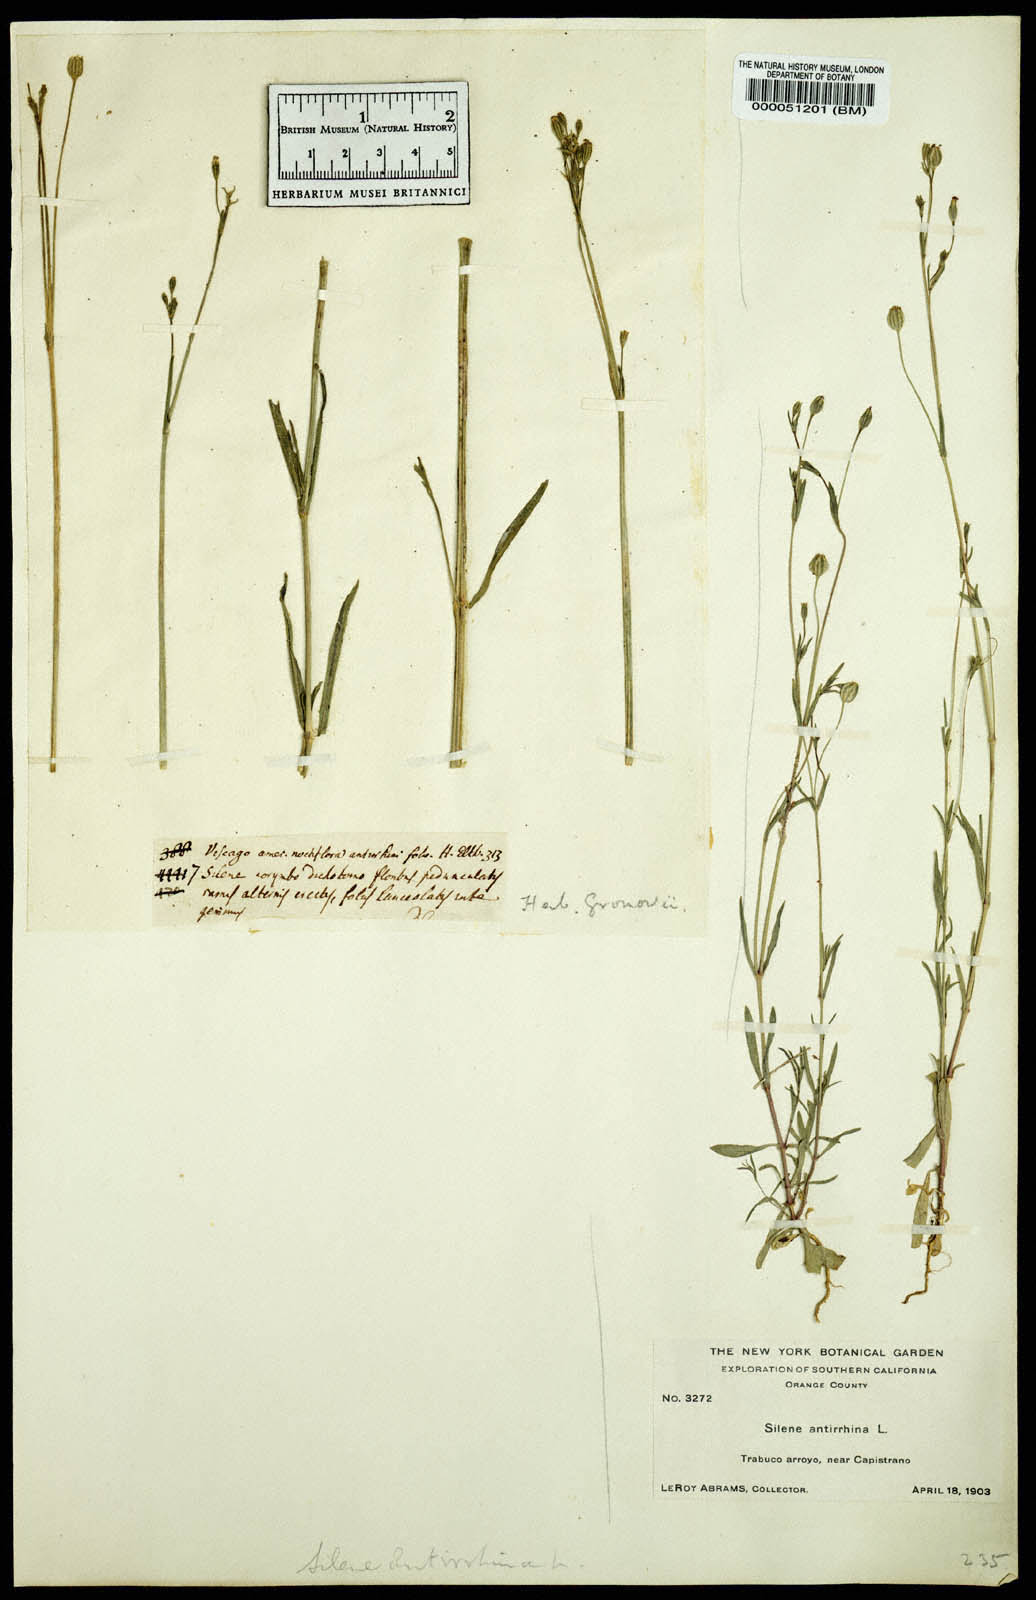 THE NATURAL HISTORY MUSEUM, LONDON
DEPARTMENT OF BOTANY
000051201 (BM)
1 2
BRITISH MUSEUM (NATURAL HISTORY)
1 2 3 4 5
HERBARIUM MUSEI BRITANNICI
388 Viscago amer. noctiflora antirrhini folio. H. Elth. 313
7 Silene corymbo dichotomo floribus pedunculatis
ramis alternis erectis, foliis lanceolatis
Herb. Gronovii.
THE NEW YORK BOTANICAL GARDEN
EXPLORATION OF SOUTHERN CALIFORNIA
ORANGE COUNTY
NO. 3272
Silene antirrhina L.
Trabuco arroyo, near Capistrano
LEROY ABRAMS, COLLECTOR. APRIL 18, 1903
Silene antirrhina L.
235